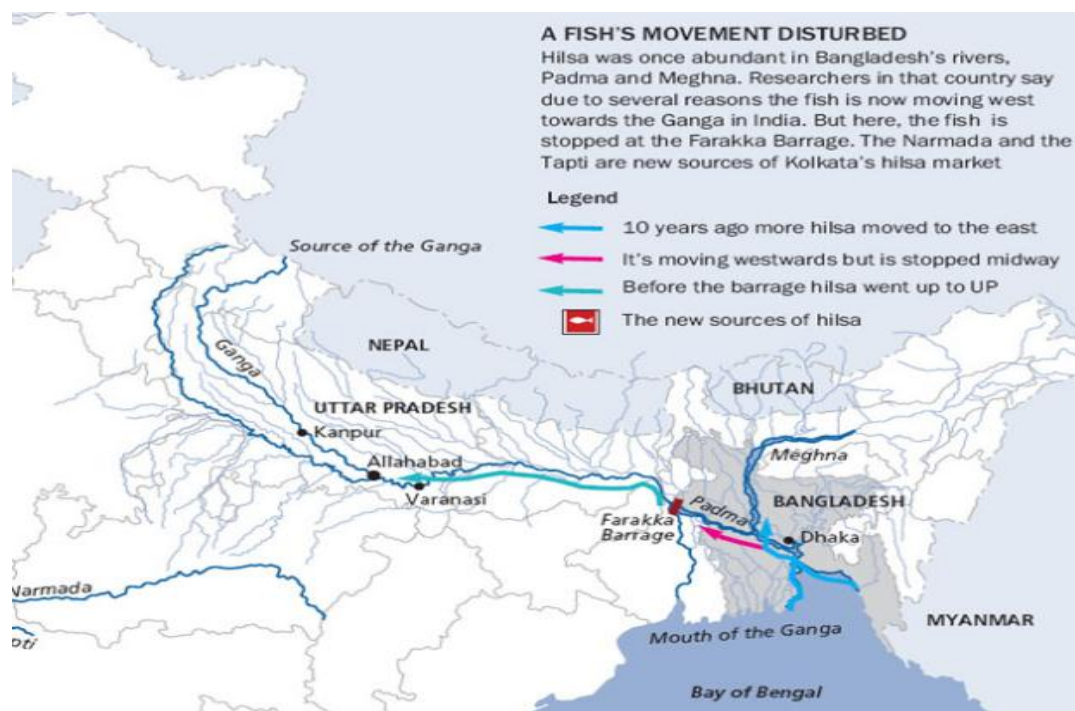 A FISH'S MOVEMENT DISTURBED
Hilsa was once abundant in Bangladesh's rivers,
Padma and Meghna. Researchers in that country say
due to several reasons the fish is now moving west
towards the Ganga in India. But here, the fish is
stopped at the Farakka Barrage. The Narmada and the
Tapti are new sources of Kolkata's hilsa market
Legend
10 years ago more hilsa moved to the east
It's moving westwards but is stopped midway
Before the barrage hilsa went up to UP
The new sources of hilsa
Source of the Ganga
NEPAL
Ganga
BHUTAN
UTTAR PRADESH
Kanpur
Meghna
Allahabad
Varanasi
BANGLADESH
Padma
Farakka
Barrage
Dhaka
Narmada
pti
MYANMAR
Mouth of the Ganga
Bay of Bengal